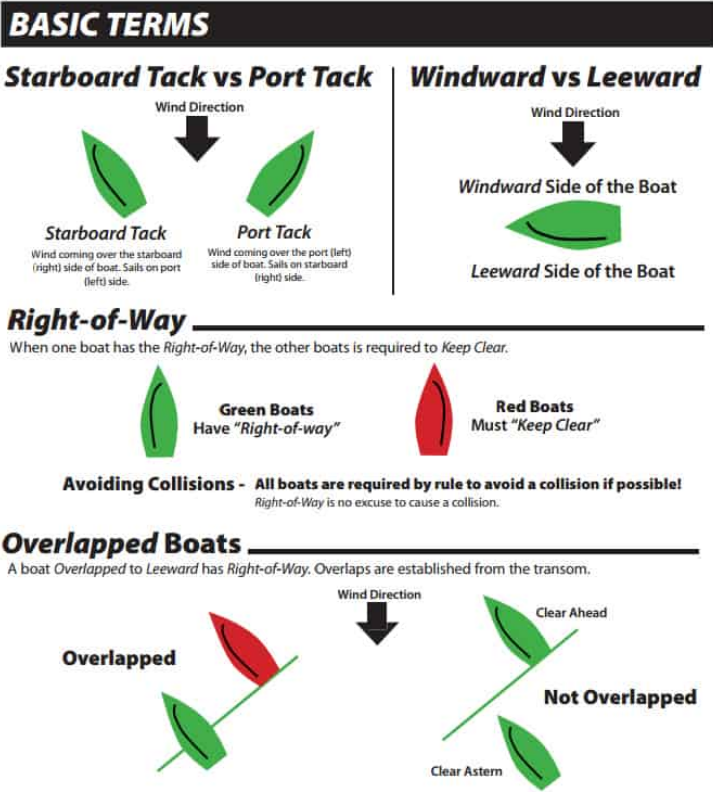 BASIC TERMS
Starboard Tack vs Port Tack
Wind Direction
Starboard Tack
Wind coming over the starboard
(right) side of boat. Sails on port
(left) side.
Port Tack
Wind coming over the port (left)
side of boat. Sails on starboard
(right) side.
Windward vs Leeward
Wind Direction
Windward Side of the Boat
Leeward Side of the Boat
Right-of-Way
When one boat has the Right-of-Way, the other boats is required to Keep Clear.
Green Boats
Have “Right-of-way”
Red Boats
Must “Keep Clear”
Avoiding Collisions - All boats are required by rule to avoid a collision if possible!
Right-of-Way is no excuse to cause a collision.
Overlapped Boats
A boat Overlapped to Leeward has Right-of-Way. Overlaps are established from the transom.
Wind Direction
Overlapped
Clear Ahead
Not Overlapped
Clear Astern